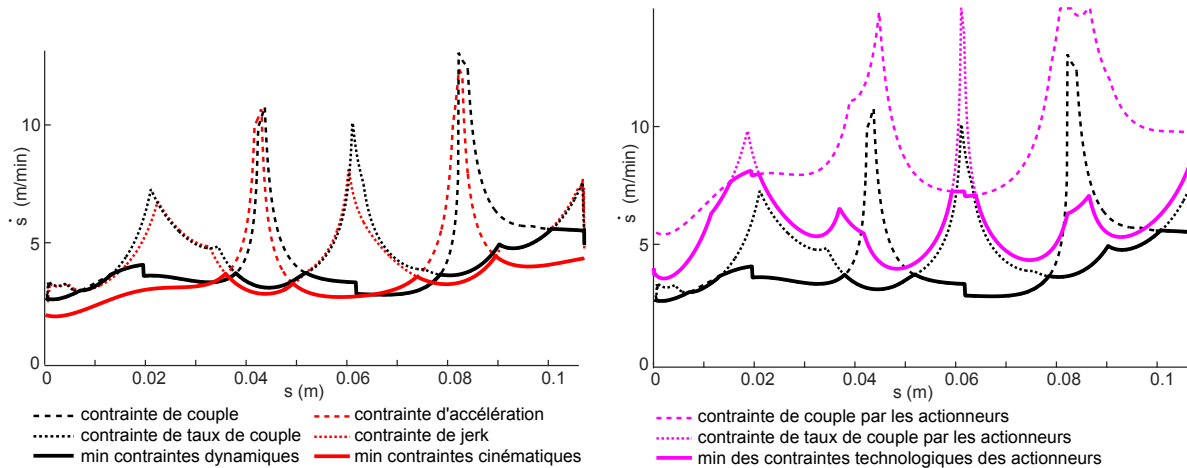 10
5
0
ṡ (m/min)
0 0.02 0.04 0.06 0.08 0.1
s (m)
contrainte de couple
contrainte de taux de couple
min contraintes dynamiques
contrainte d'accélération
contrainte de jerk
min contraintes cinématiques
10
5
0
ṡ (m/min)
0 0.02 0.04 0.06 0.08 0.1
s (m)
contrainte de couple par les actionneurs
contrainte de taux de couple par les actionneurs
min des contraintes technologiques des actionneurs